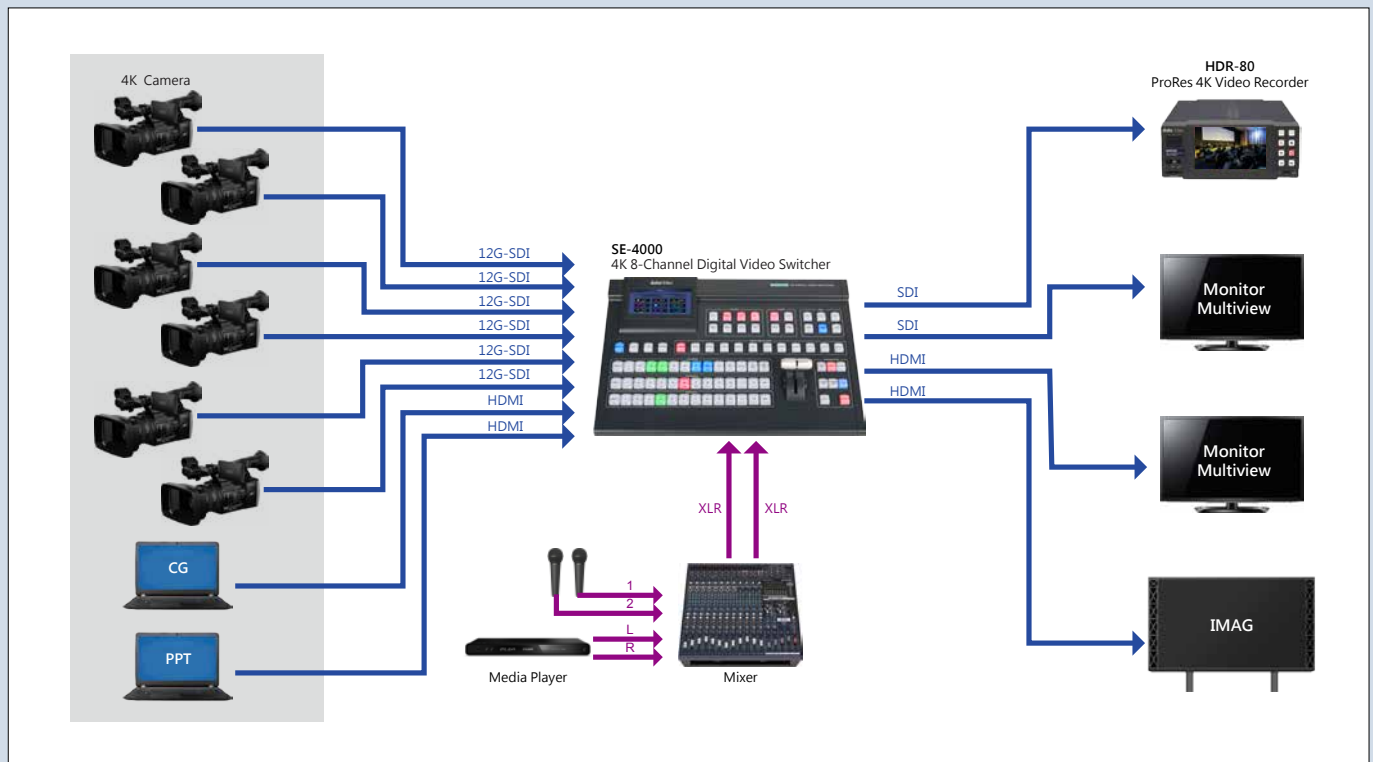 4K Camera
12G-SDI
12G-SDI
12G-SDI
12G-SDI
12G-SDI
12G-SDI
HDMI
HDMI
CG
PPT
SE-4000
4K 8-Channel Digital Video Switcher
SDI
SDI
HDMI
HDMI
XLR
XLR
1
2
L
R
Media Player
Mixer
HDR-80
ProRes 4K Video Recorder
Monitor
Multiview
Monitor
Multiview
IMAG